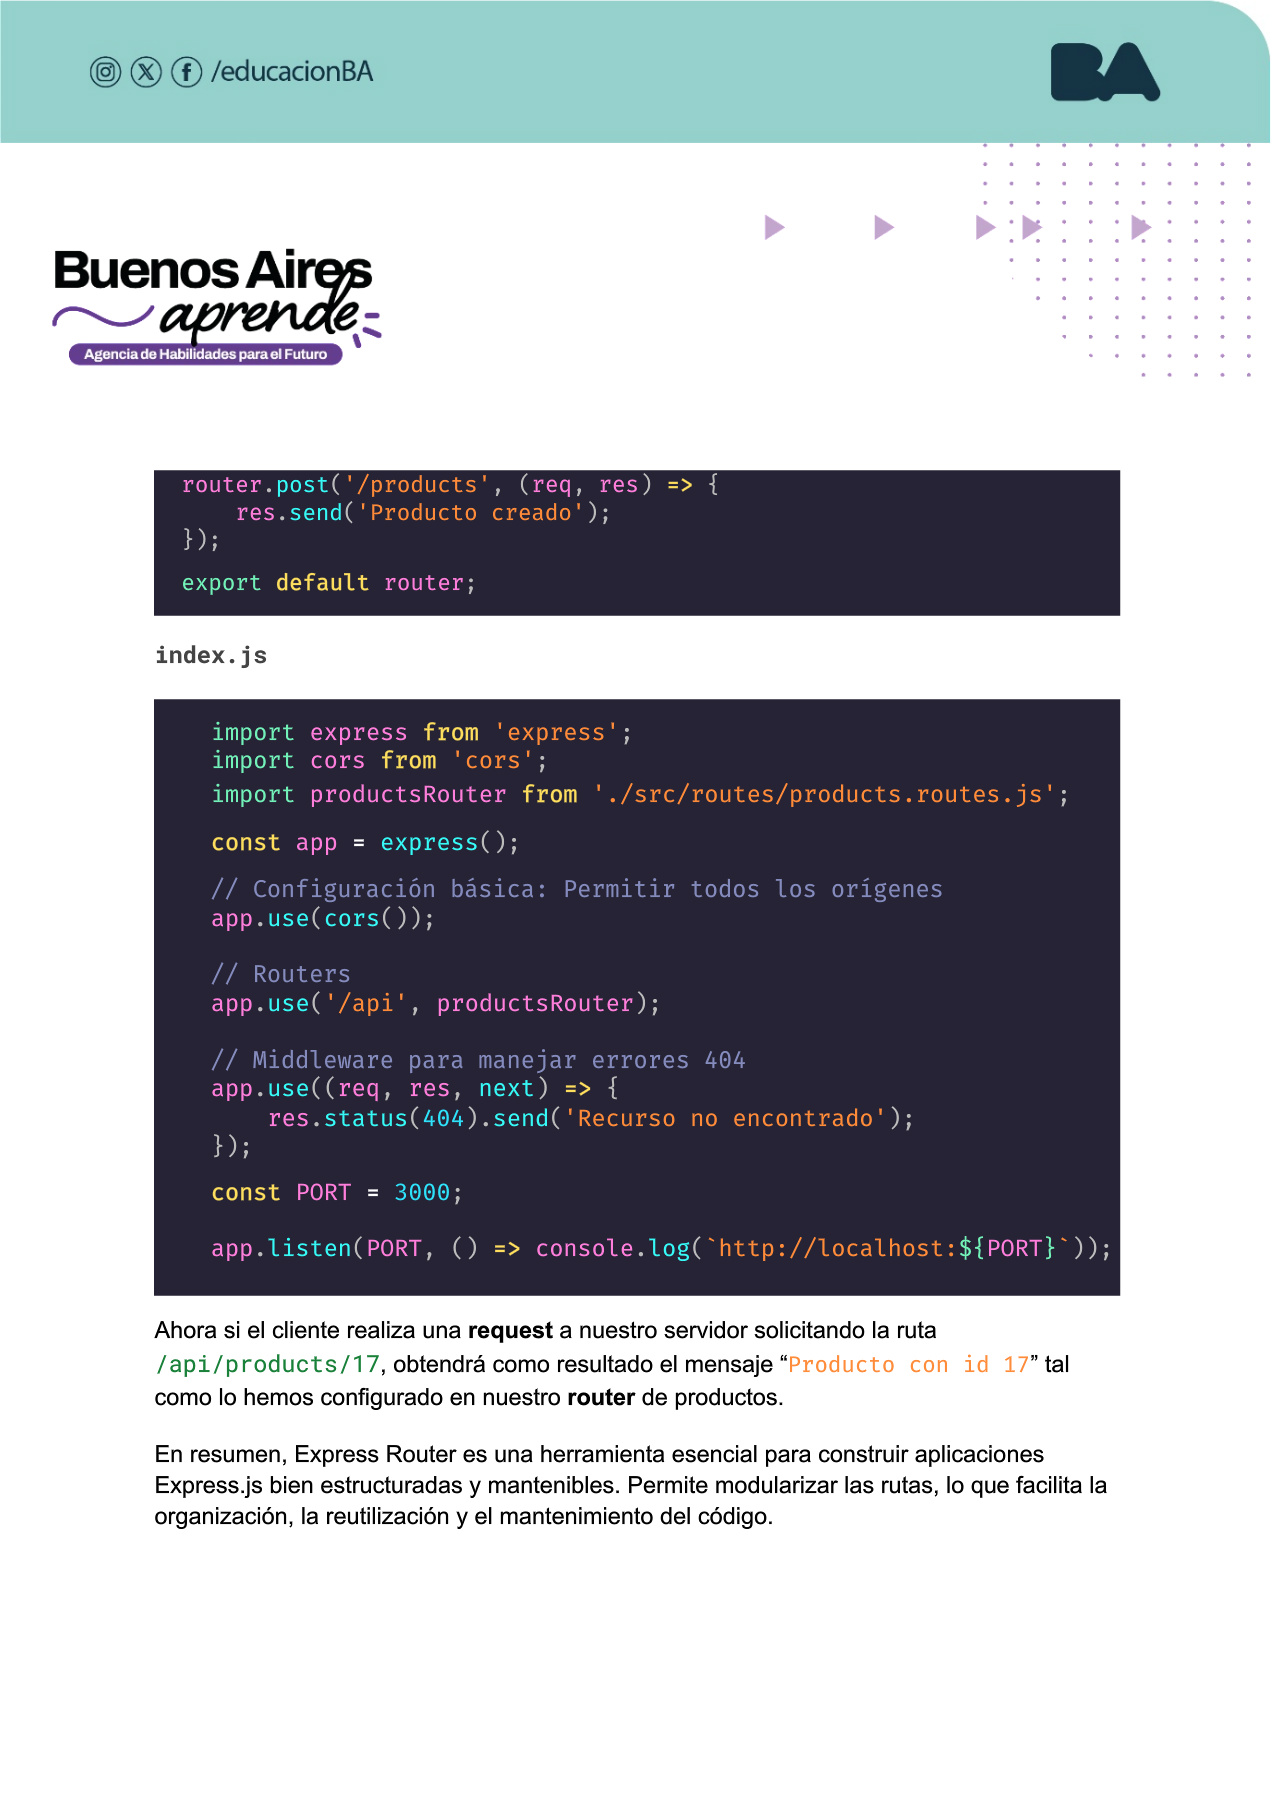 /educacionBA
BA
Buenos Aires
aprende
Agencia de Habilidades para el Futuro
router.post('/products', (req, res) => {
    res.send('Producto creado');
});
export default router;
index.js
import express from 'express';
import cors from 'cors';
import productsRouter from './src/routes/products.routes.js';
const app = express();
// Configuración básica: Permitir todos los orígenes
app.use(cors());
// Routers
app.use('/api', productsRouter);
// Middleware para manejar errores 404
app.use((req, res, next) => {
    res.status(404).send('Recurso no encontrado');
});
const PORT = 3000;
app.listen(PORT, () => console.log(`http://localhost:${PORT}`));
Ahora si el cliente realiza una request a nuestro servidor solicitando la ruta
/api/products/17, obtendrá como resultado el mensaje “Producto con id 17” tal
como lo hemos configurado en nuestro router de productos.
En resumen, Express Router es una herramienta esencial para construir aplicaciones
Express.js bien estructuradas y mantenibles. Permite modularizar las rutas, lo que facilita la
organización, la reutilización y el mantenimiento del código.